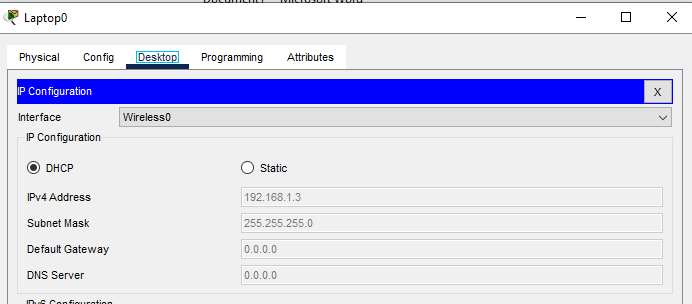 Document7 - Microsoft Word
Laptop0
Physical Config Desktop Programming Attributes
IP Configuration X
Interface Wireless0
IP Configuration
DHCP Static
IPv4 Address 192.168.1.3
Subnet Mask 255.255.255.0
Default Gateway 0.0.0.0
DNS Server 0.0.0.0
IPv6 Configuration